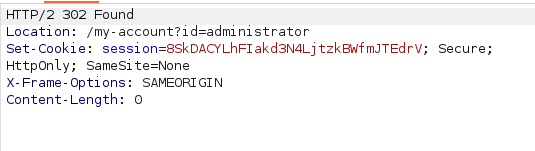 HTTP/2 302 Found
Location: /my-account?id=administrator
Set-Cookie: session=8SkDACYLhFIakd3N4LjtzkBWfmJTEdrV; Secure;
HttpOnly; SameSite=None
X-Frame-Options: SAMEORIGIN
Content-Length: 0